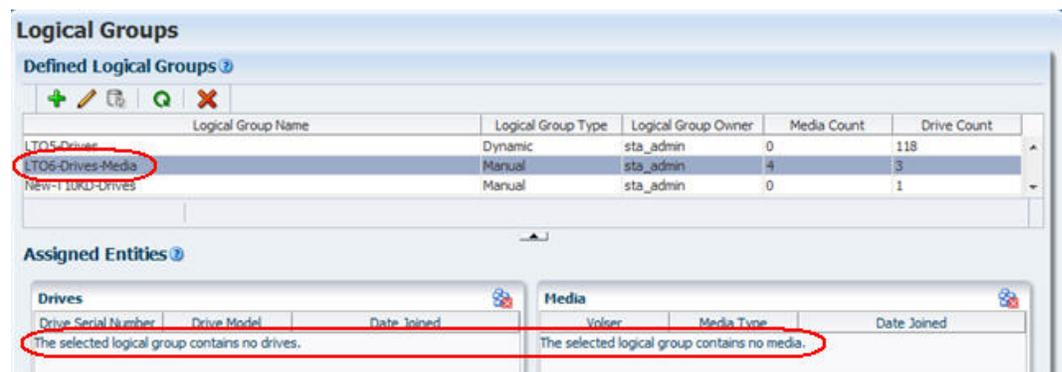 Logical Groups
Defined Logical Groups
Logical Group Name Logical Group Type Logical Group Owner Media Count Drive Count
LTO5-Drives Dynamic sta_admin 0 118
LTO6-Drives-Media Manual sta_admin 4 3
New-T10KD-Drives Manual sta_admin 0 1
Assigned Entities
Drives
Drive Serial Number Drive Model Date Joined
The selected logical group contains no drives.
Media
Volser Media Type Date Joined
The selected logical group contains no media.